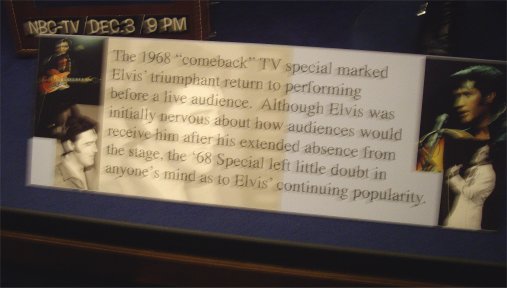 NBC-TV/DEC.3/9 PM
The 1968 “comeback” TV special marked
Elvis’ triumphant return to performing
before a live audience. Although Elvis was
initially nervous about how audiences would
receive him after his extended absence from
the stage, the ‘68 Special left little doubt in
anyone’s mind as to Elvis’ continuing popularity.